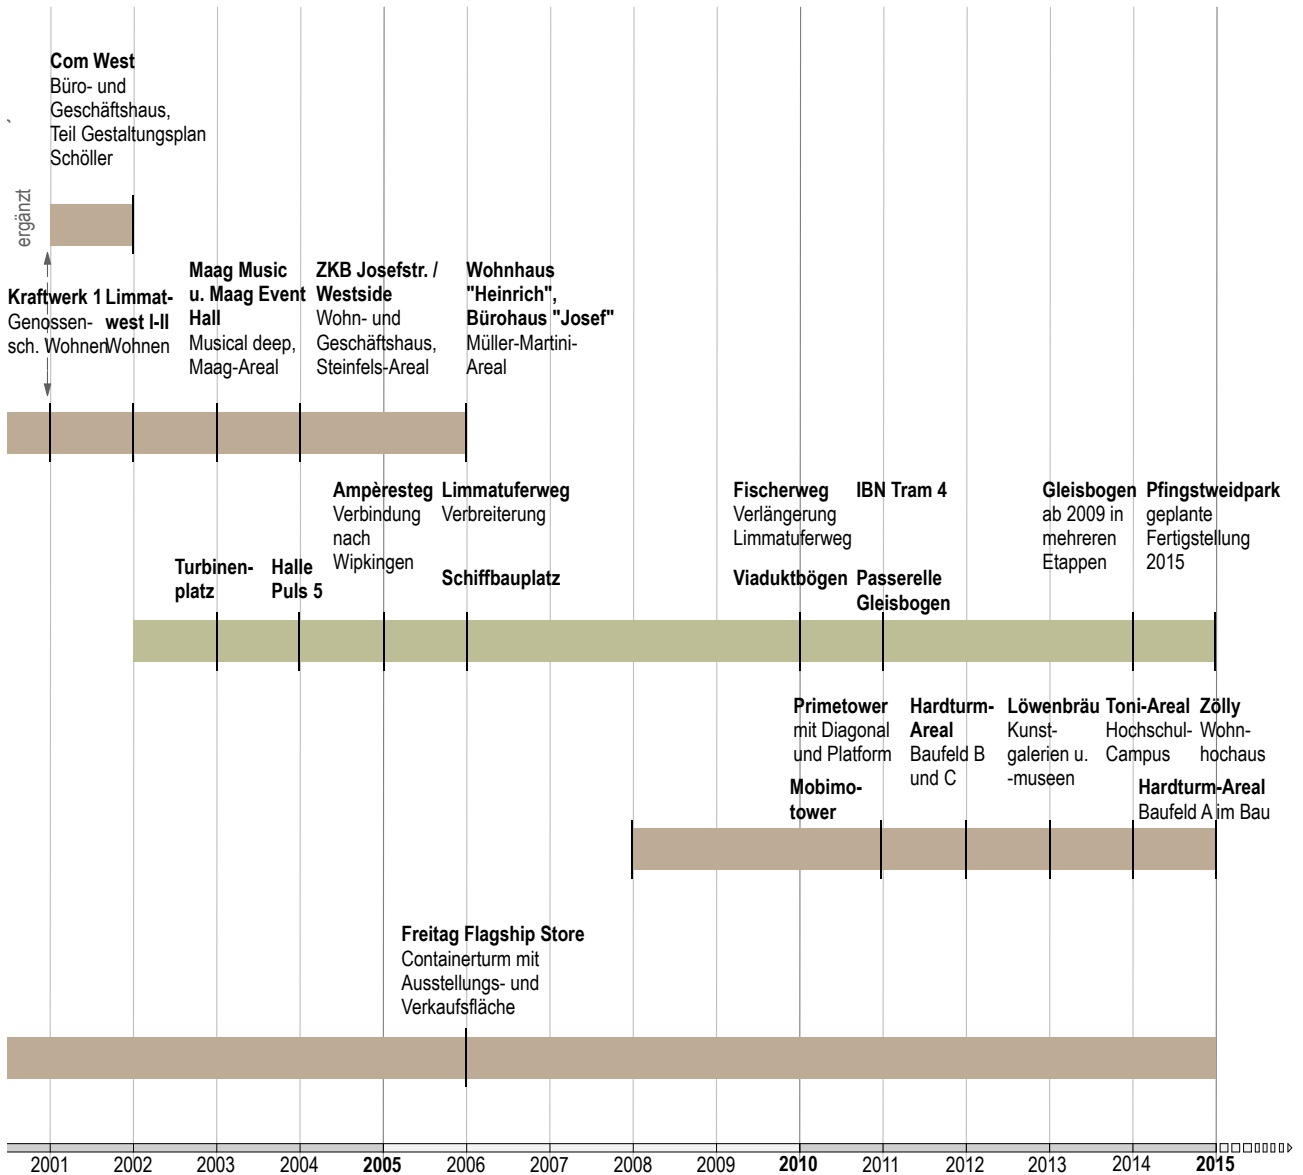 Com West
Büro- und
Geschäftshaus,
Teil Gestaltungsplan
Schöller
ergänzt
Kraftwerk 1
Genossen-
sch. Wohnen
Limmat-
west I-II
Wohnen
Maag Music
u. Maag Event
Hall
Musical deep,
Maag-Areal
ZKB Josefstr. /
Westside
Wohn- und
Geschäftshaus,
Steinfels-Areal
Wohnhaus
"Heinrich",
Bürohaus "Josef"
Müller-Martini-
Areal
Turbinen-
platz
Halle
Puls 5
Ampèresteg
Verbindung
nach
Wipkingen
Limmatuferweg
Verbreiterung
Schiffbauplatz
Fischerweg
Verlängerung
Limmatuferweg
Viaduktbögen
IBN Tram 4
Passerelle
Gleisbogen
Gleisbogen
ab 2009 in
mehreren
Etappen
Pfingstweidpark
geplante
Fertigstellung
2015
Primetower
mit Diagonal
und Platform
Mobimo-
tower
Hardturm-
Areal
Baufeld B
und C
Löwenbräu
Kunst-
galerien u.
-museen
Toni-Areal
Hochschul-
Campus
Zölly
Wohn-
hochaus
Hardturm-Areal
Baufeld A im Bau
Freitag Flagship Store
Containerturm mit
Ausstellungs- und
Verkaufsfläche
2001 2002 2003 2004 2005 2006 2007 2008 2009 2010 2011 2012 2013 2014 2015